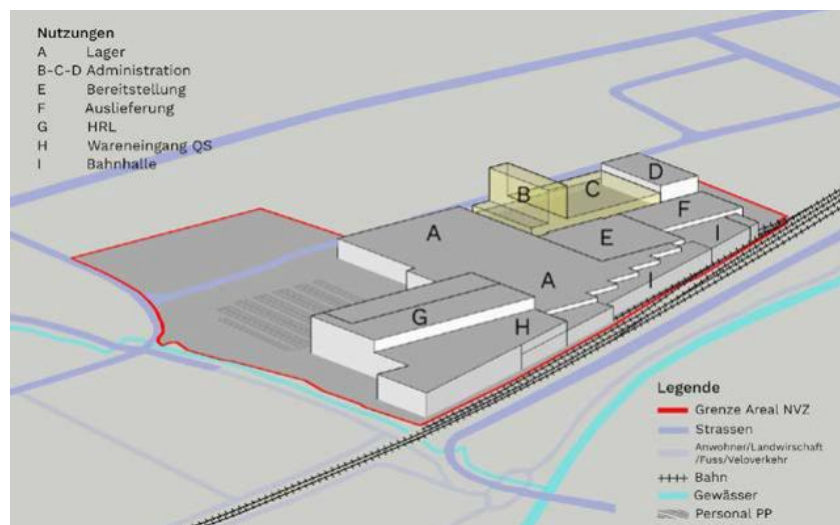 Nutzungen
A Lager
B-C-D Administration
E Bereitstellung
F Auslieferung
G HRL
H Wareneingang QS
I Bahnhalle
D
B
C
F
A
E
I
A
I
G
H
Legende
Grenze Areal NVZ
Strassen
Anwohner/Landwirschaft
/Fuss/Veloverkehr
Bahn
Gewässer
Personal PP